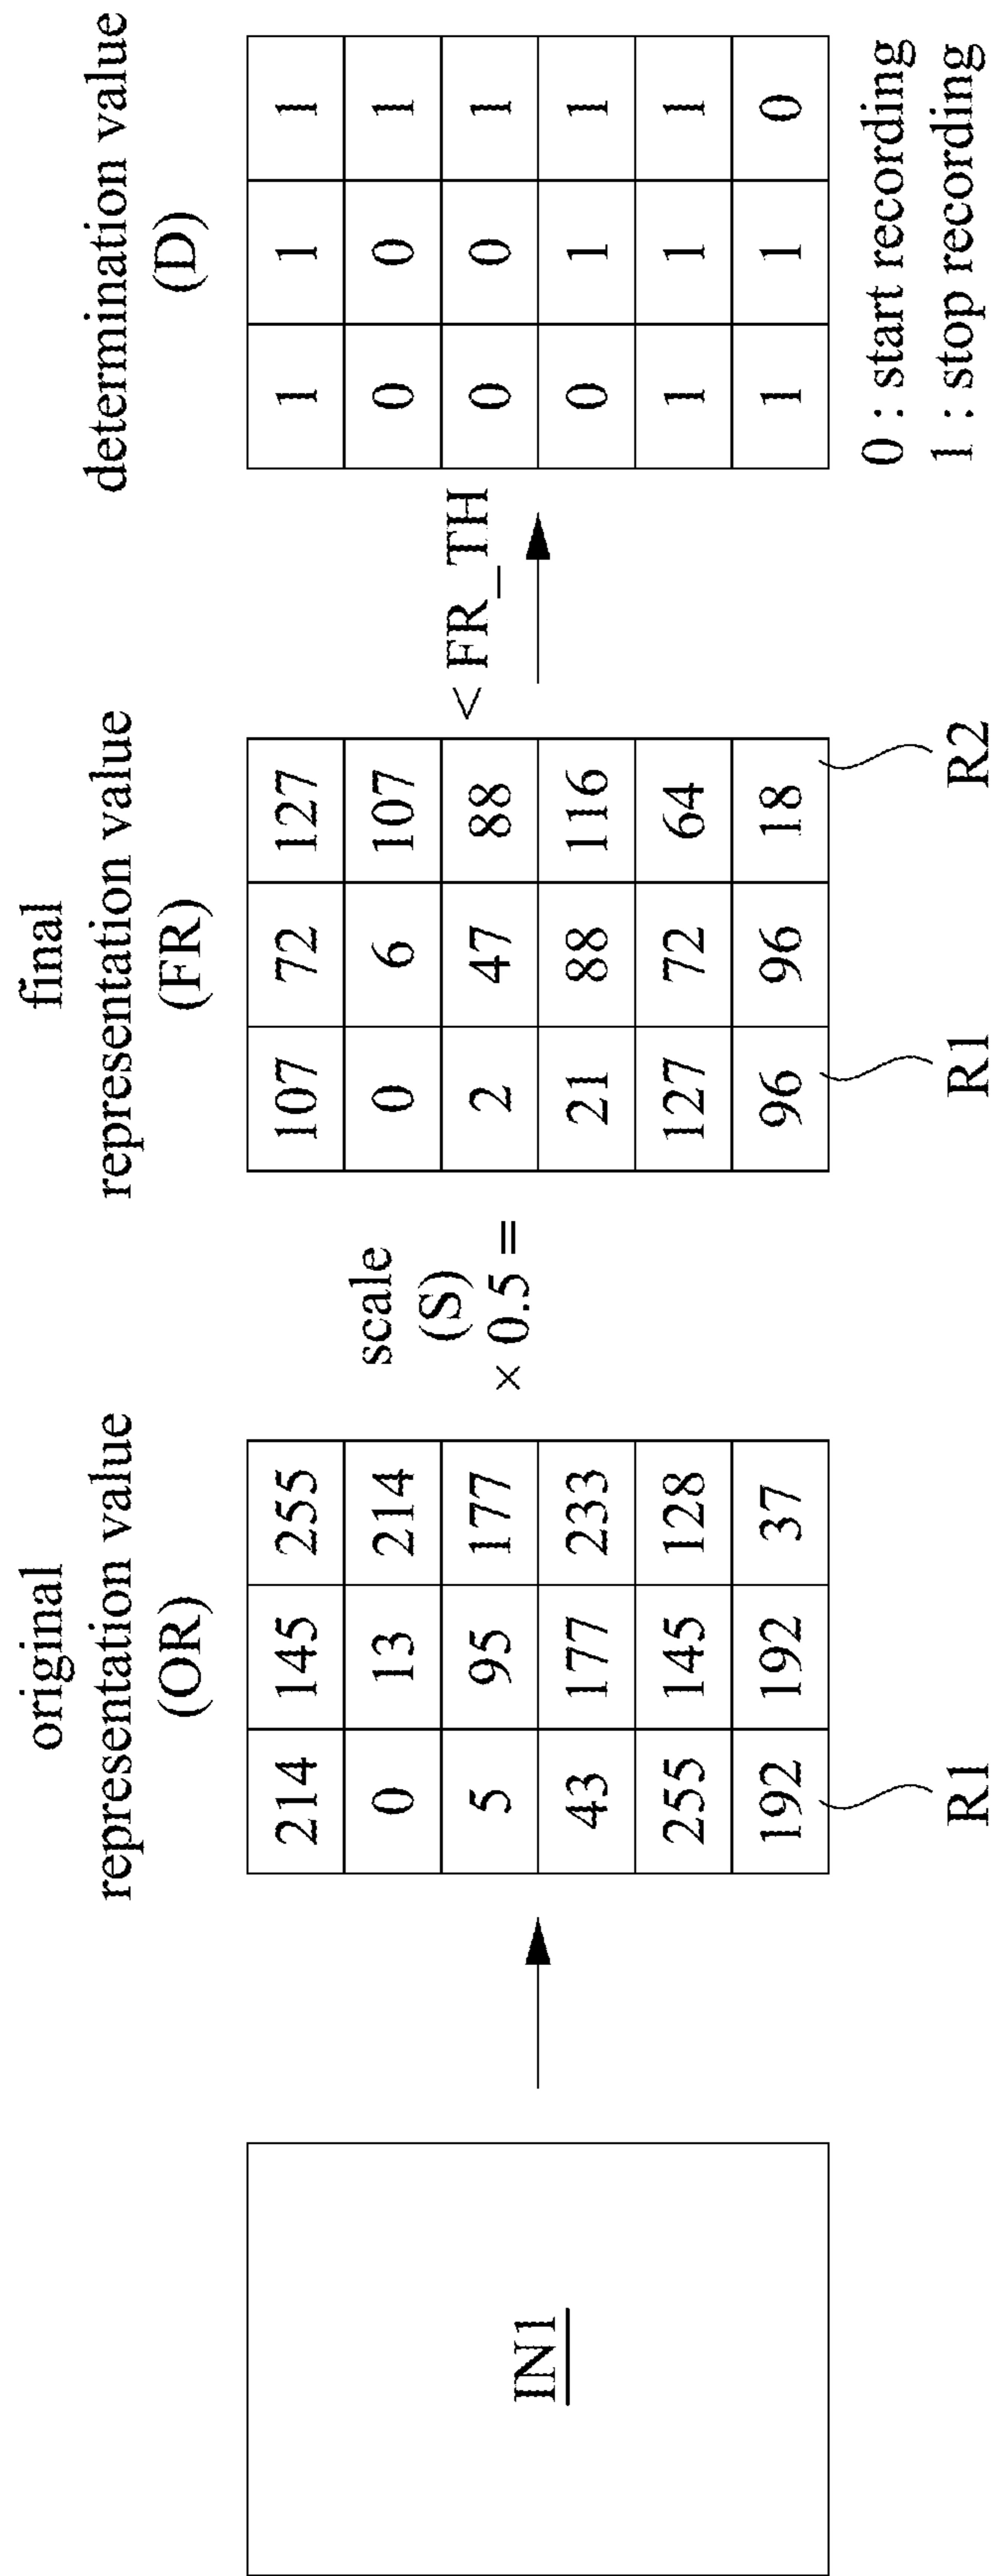 IN1
original
representation value
(OR)
214 145 255
0 13 214
5 95 177
43 177 233
255 145 128
192 192 37
R1
scale
(S)
× 0.5 =
final
representation value
(FR)
107 72 127
0 6 107
2 47 88
21 88 116
127 72 64
96 96 18
R1 R2
< FR_TH
determination value
(D)
1 1 1
0 0 1
0 0 1
0 1 1
1 1 1
1 1 0
0 : start recording
1 : stop recording